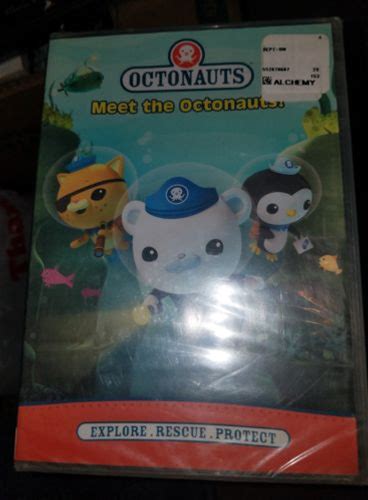 OCTONAUTS
Meet the Octonauts!
ALCHEMY
EXPLORE . RESCUE . PROTECT